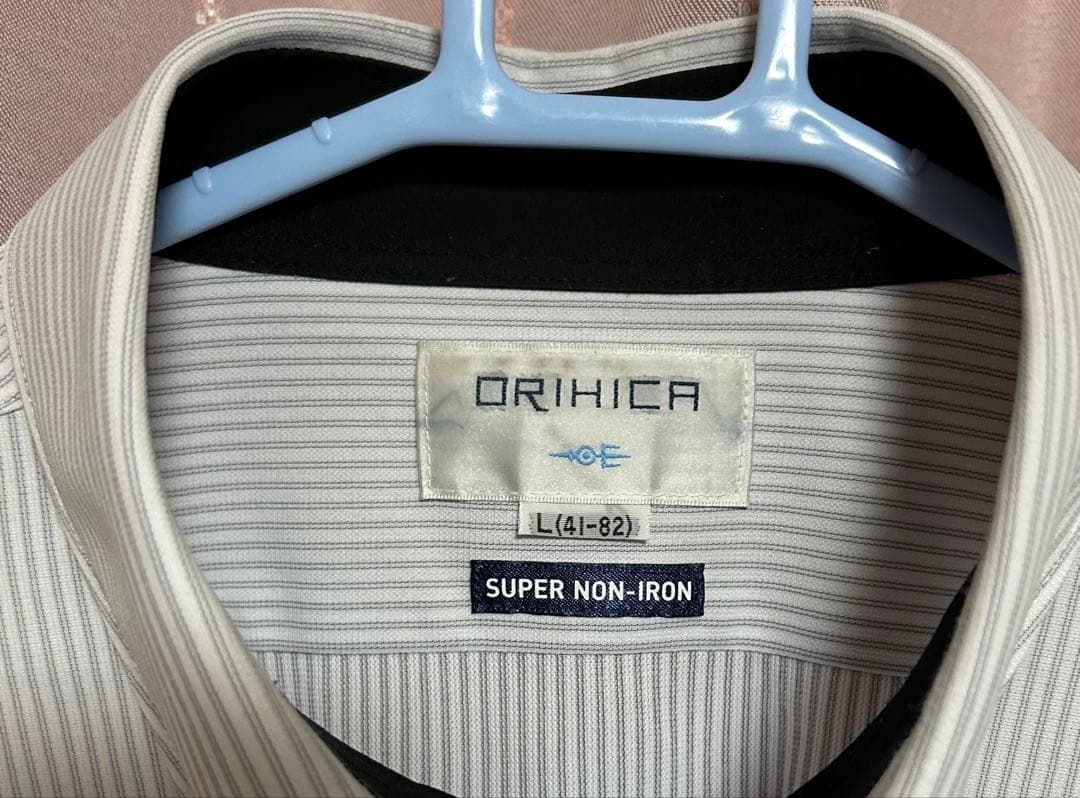 ORIHICA
L(41-82)
SUPER NON-IRON